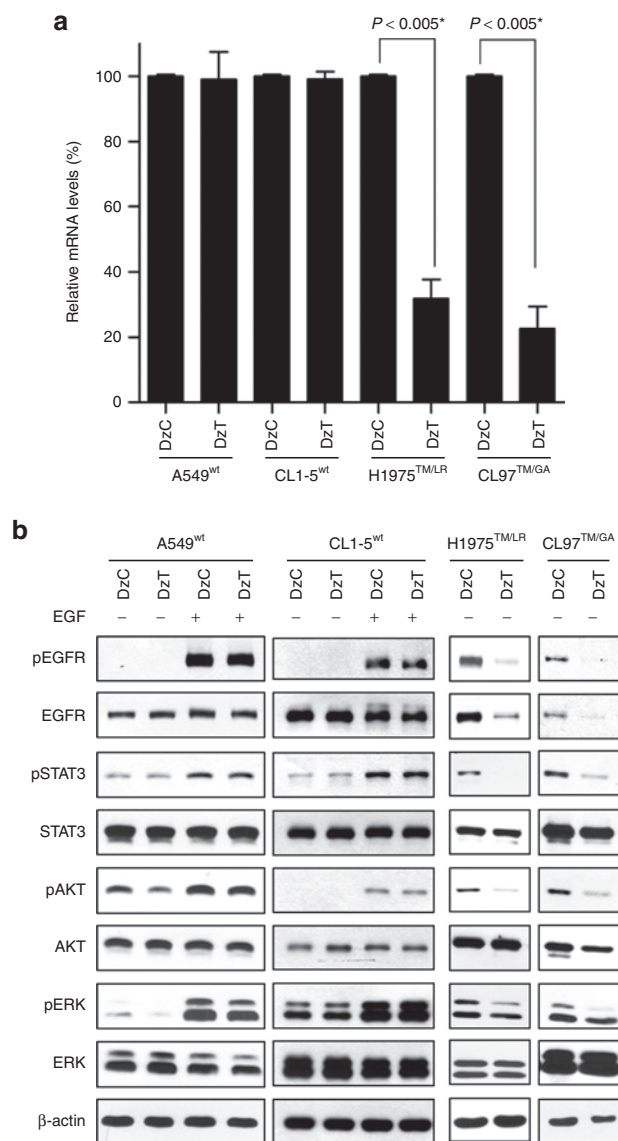 a
P < 0.005* P < 0.005*
Relative mRNA levels (%)
100
80
60
40
20
0
DzC DzT DzC DzT DzC DzT DzC DzT
A549wt CL1-5wt H1975TM/LR CL97TM/GA
b
A549wt CL1-5wt H1975TM/LR CL97TM/GA
DzC DzT DzC DzT DzC DzT DzC DzT DzC DzT DzC DzT
EGF – – + + – – + + – – – –
pEGFR
EGFR
pSTAT3
STAT3
pAKT
AKT
pERK
ERK
β-actin